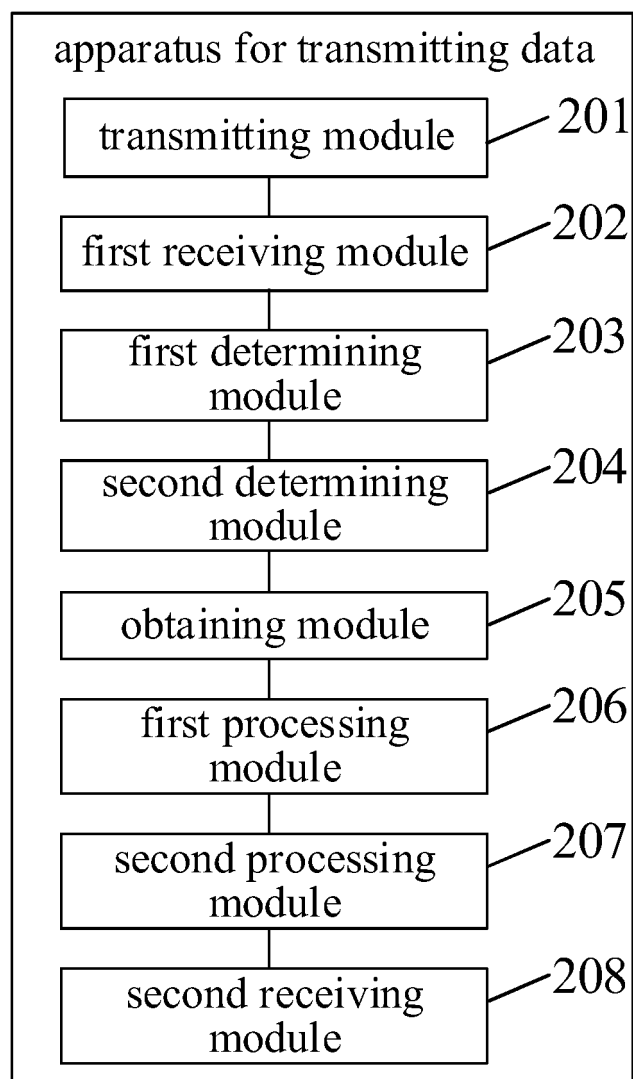 apparatus for transmitting data
transmitting module
201
first receiving module
202
first determining
module
203
second determining
module
204
obtaining module
205
first processing
module
206
second processing
module
207
second receiving
module
208